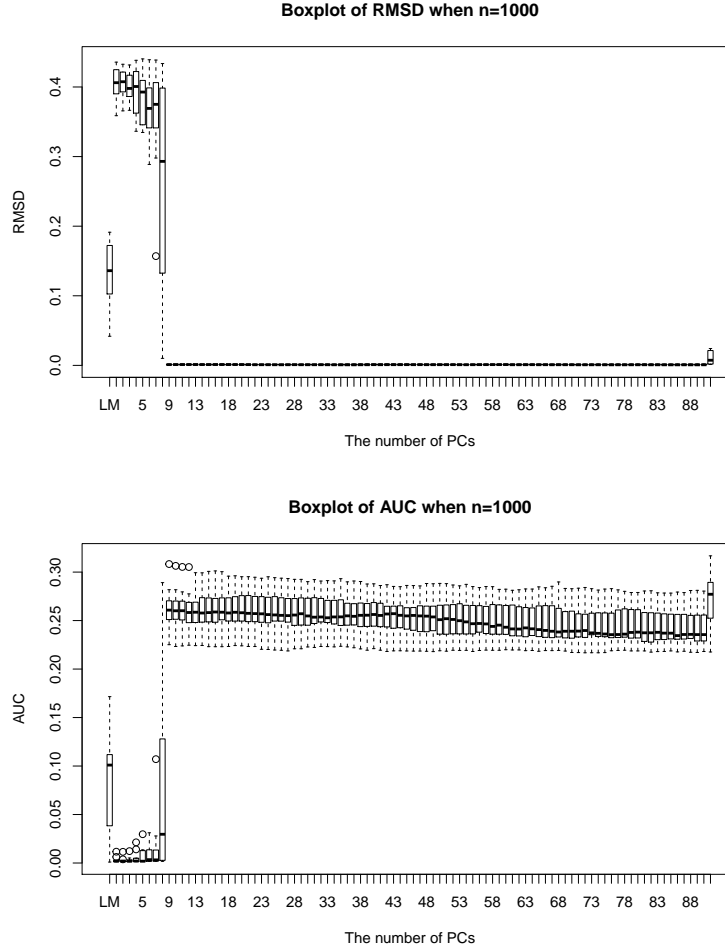 Boxplot of RMSD when n=1000
RMSD
0.4
0.3
0.2
0.1
0.0
LM 5 9 13 18 23 28 33 38 43 48 53 58 63 68 73 78 83 88
The number of PCs
Boxplot of AUC when n=1000
AUC
0.30
0.25
0.20
0.15
0.10
0.05
0.00
LM 5 9 13 18 23 28 33 38 43 48 53 58 63 68 73 78 83 88
The number of PCs